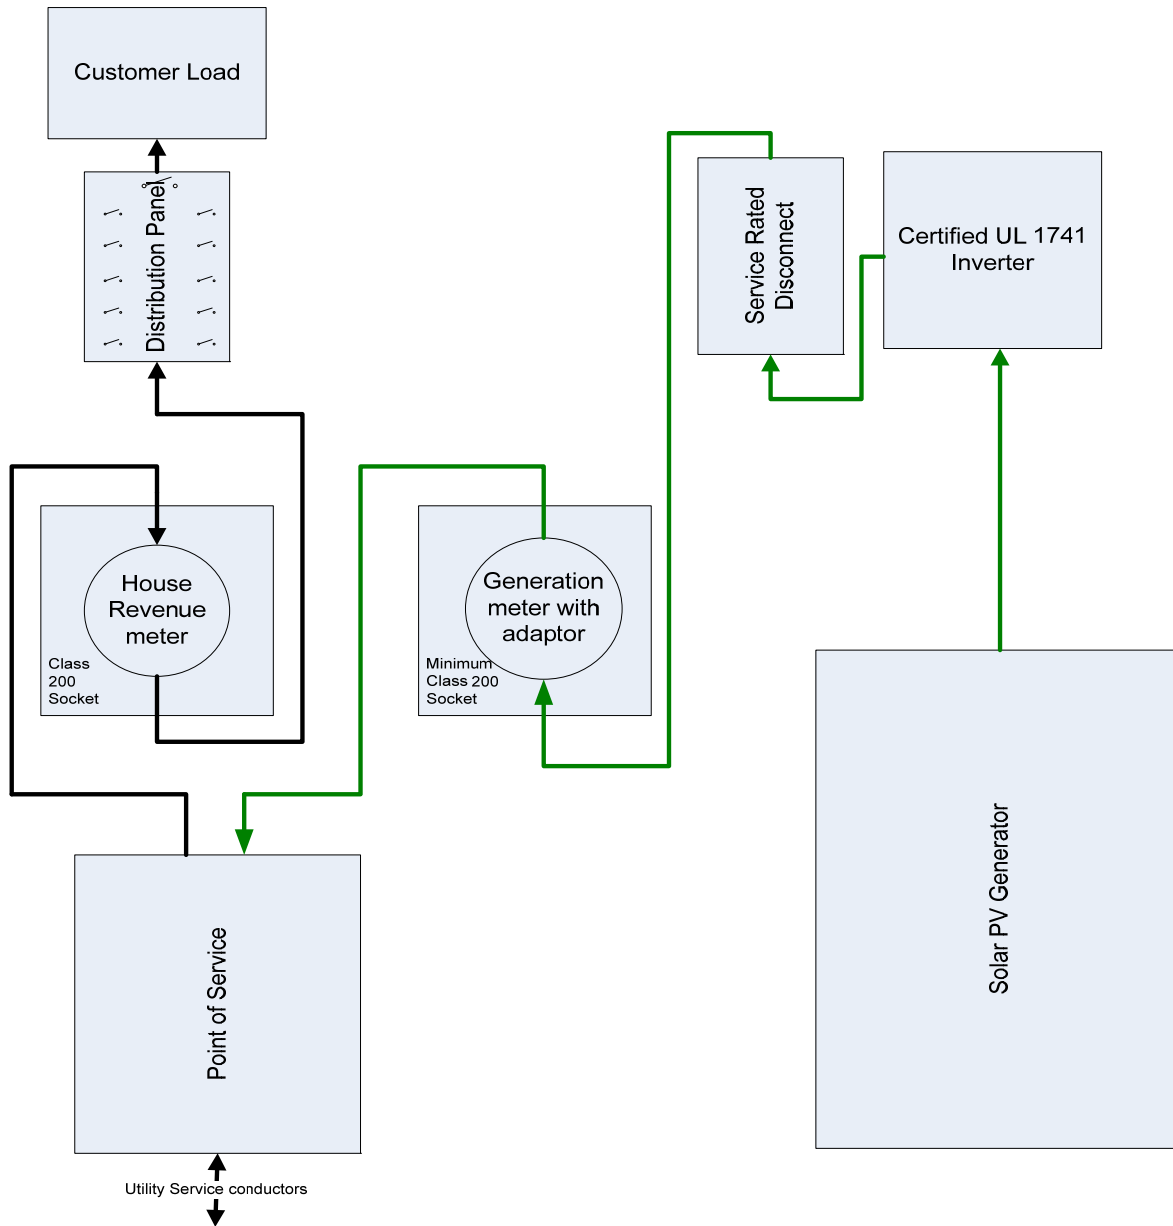 Customer Load
Distribution Panel
Service Rated
Disconnect
Certified UL 1741
Inverter
House
Revenue
meter
Class
200
Socket
Generation
meter with
adaptor
Minimum
Class 200
Socket
Point of Service
Solar PV Generator
Utility Service conductors